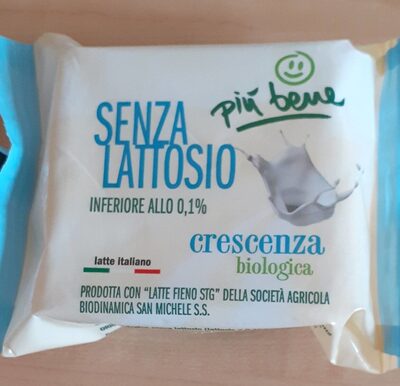 più bene
SENZA
LATTOSIO
INFERIORE ALLO 0,1%
crescenza
biologica
latte italiano
PRODOTTA CON "LATTE FIENO STG" DELLA SOCIETÀ AGRICOLA
BIODINAMICA SAN MICHELE S.S.